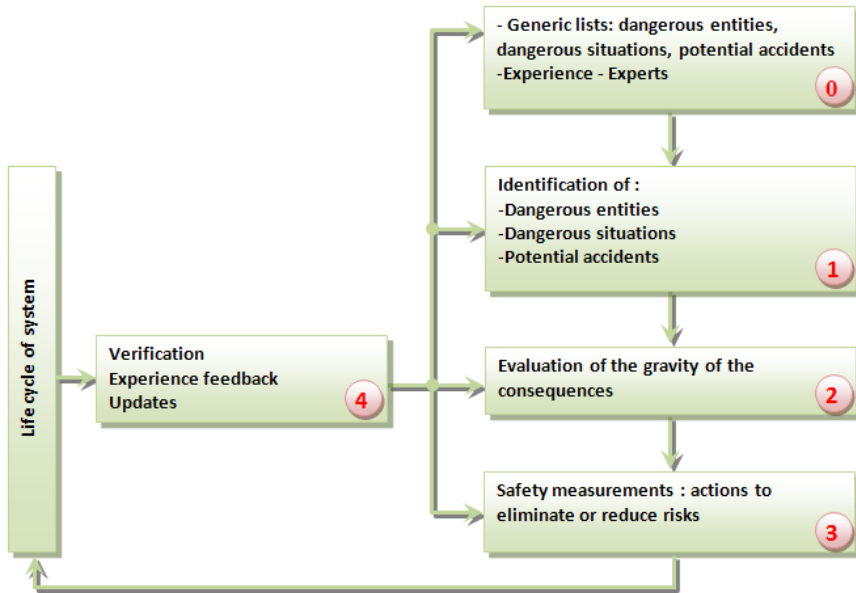 - Generic lists: dangerous entities,
dangerous situations, potential accidents
-Experience - Experts
0
Identification of :
-Dangerous entities
-Dangerous situations
-Potential accidents
1
Life cycle of system
Verification
Experience feedback
Updates
4
Evaluation of the gravity of the
consequences
2
Safety measurements : actions to
eliminate or reduce risks
3